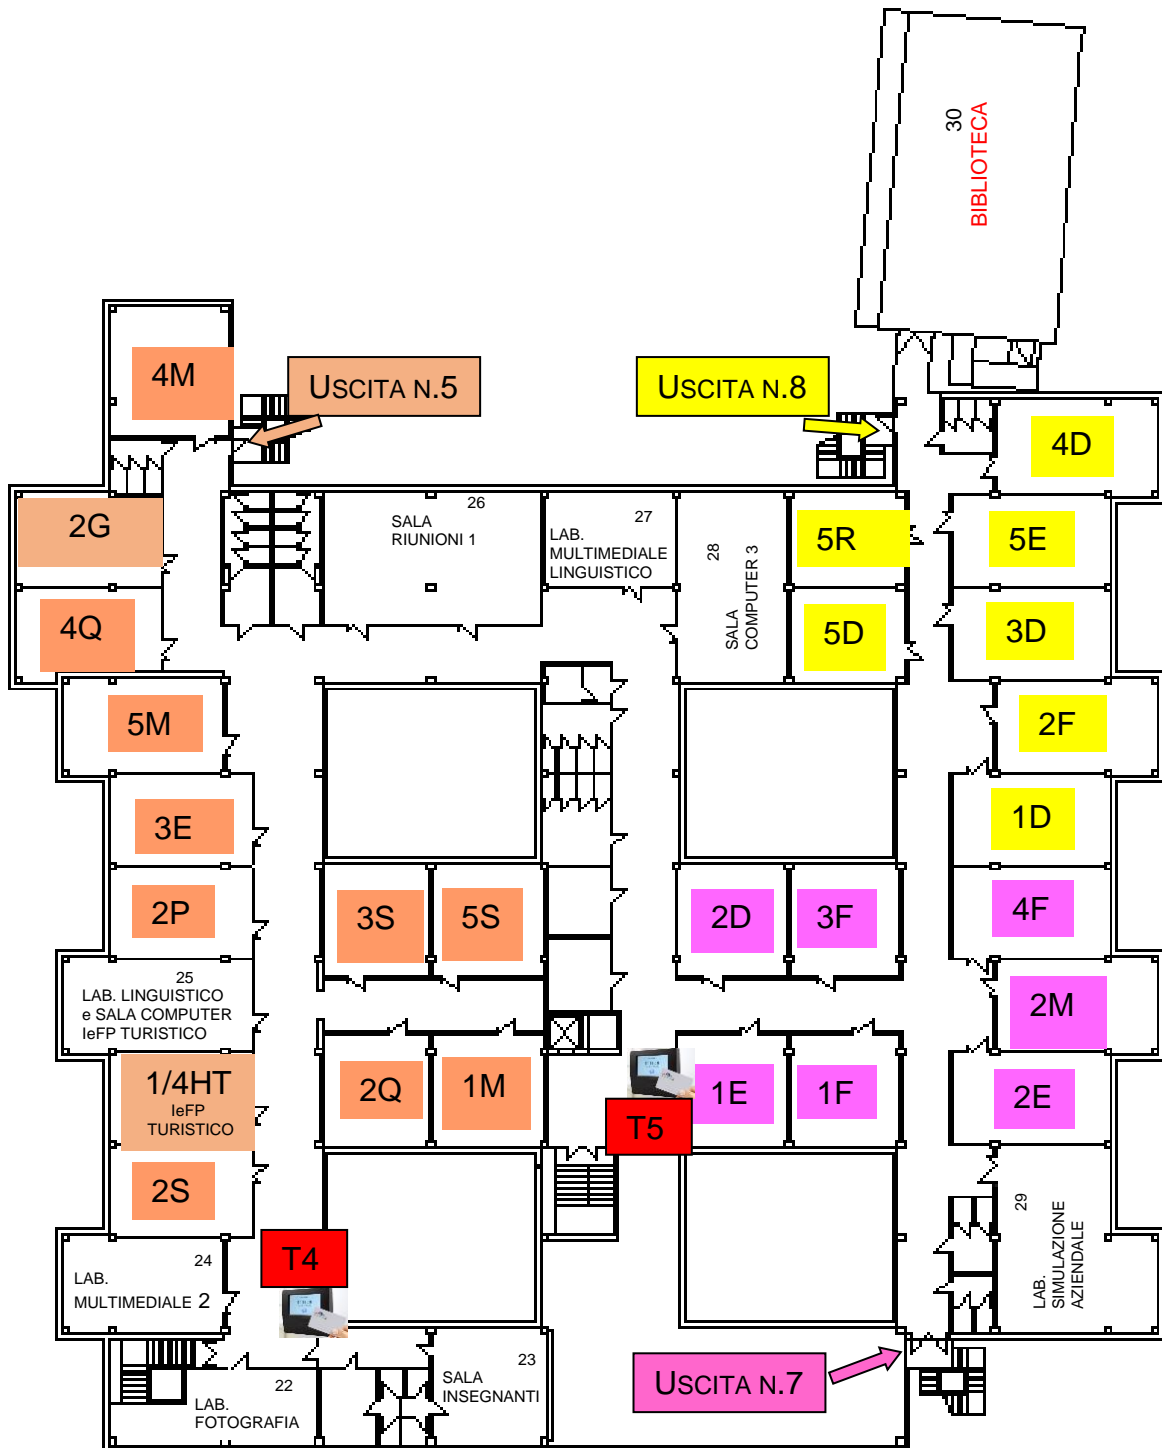 30
BIBLIOTECA
4M
USCITA N.5
USCITA N.8
4D
2G
26
SALA
RIUNIONI 1
27
LAB.
MULTIMEDIALE
LINGUISTICO
28
SALA
COMPUTER 3
5R
5E
4Q
5D
3D
5M
2F
3E
1D
2P
3S
5S
2D
3F
4F
25
LAB. LINGUISTICO
e SALA COMPUTER
IeFP TURISTICO
2M
1/4HT
IeFP
TURISTICO
2Q
1M
1E
1F
2E
T5
2S
29
LAB.
SIMULAZIONE
AZIENDALE
24
LAB.
MULTIMEDIALE 2
T4
23
SALA
INSEGNANTI
22
LAB.
FOTOGRAFIA
USCITA N.7